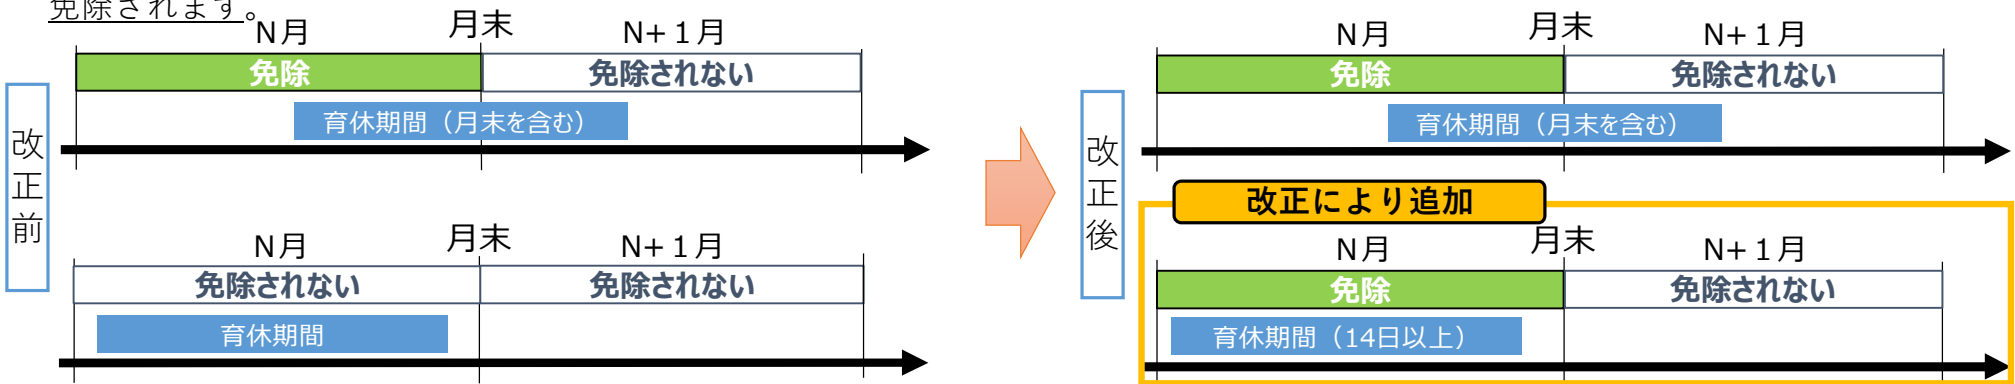 免除されます。
改正前
N月 月末 N+１月
免除 免除されない
育休期間（月末を含む）
N月 月末 N+１月
免除されない 免除されない
育休期間
改正後
N月 月末 N+１月
免除 免除されない
育休期間（月末を含む）
改正により追加
N月 月末 N+１月
免除 免除されない
育休期間（14日以上）